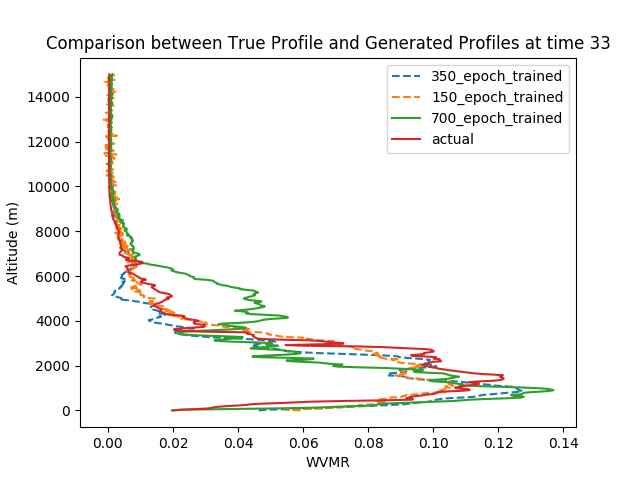 Comparison between True Profile and Generated Profiles at time 33
350_epoch_trained
150_epoch_trained
700_epoch_trained
actual
Altitude (m)
14000
12000
10000
8000
6000
4000
2000
0
0.00 0.02 0.04 0.06 0.08 0.10 0.12 0.14
WVMR